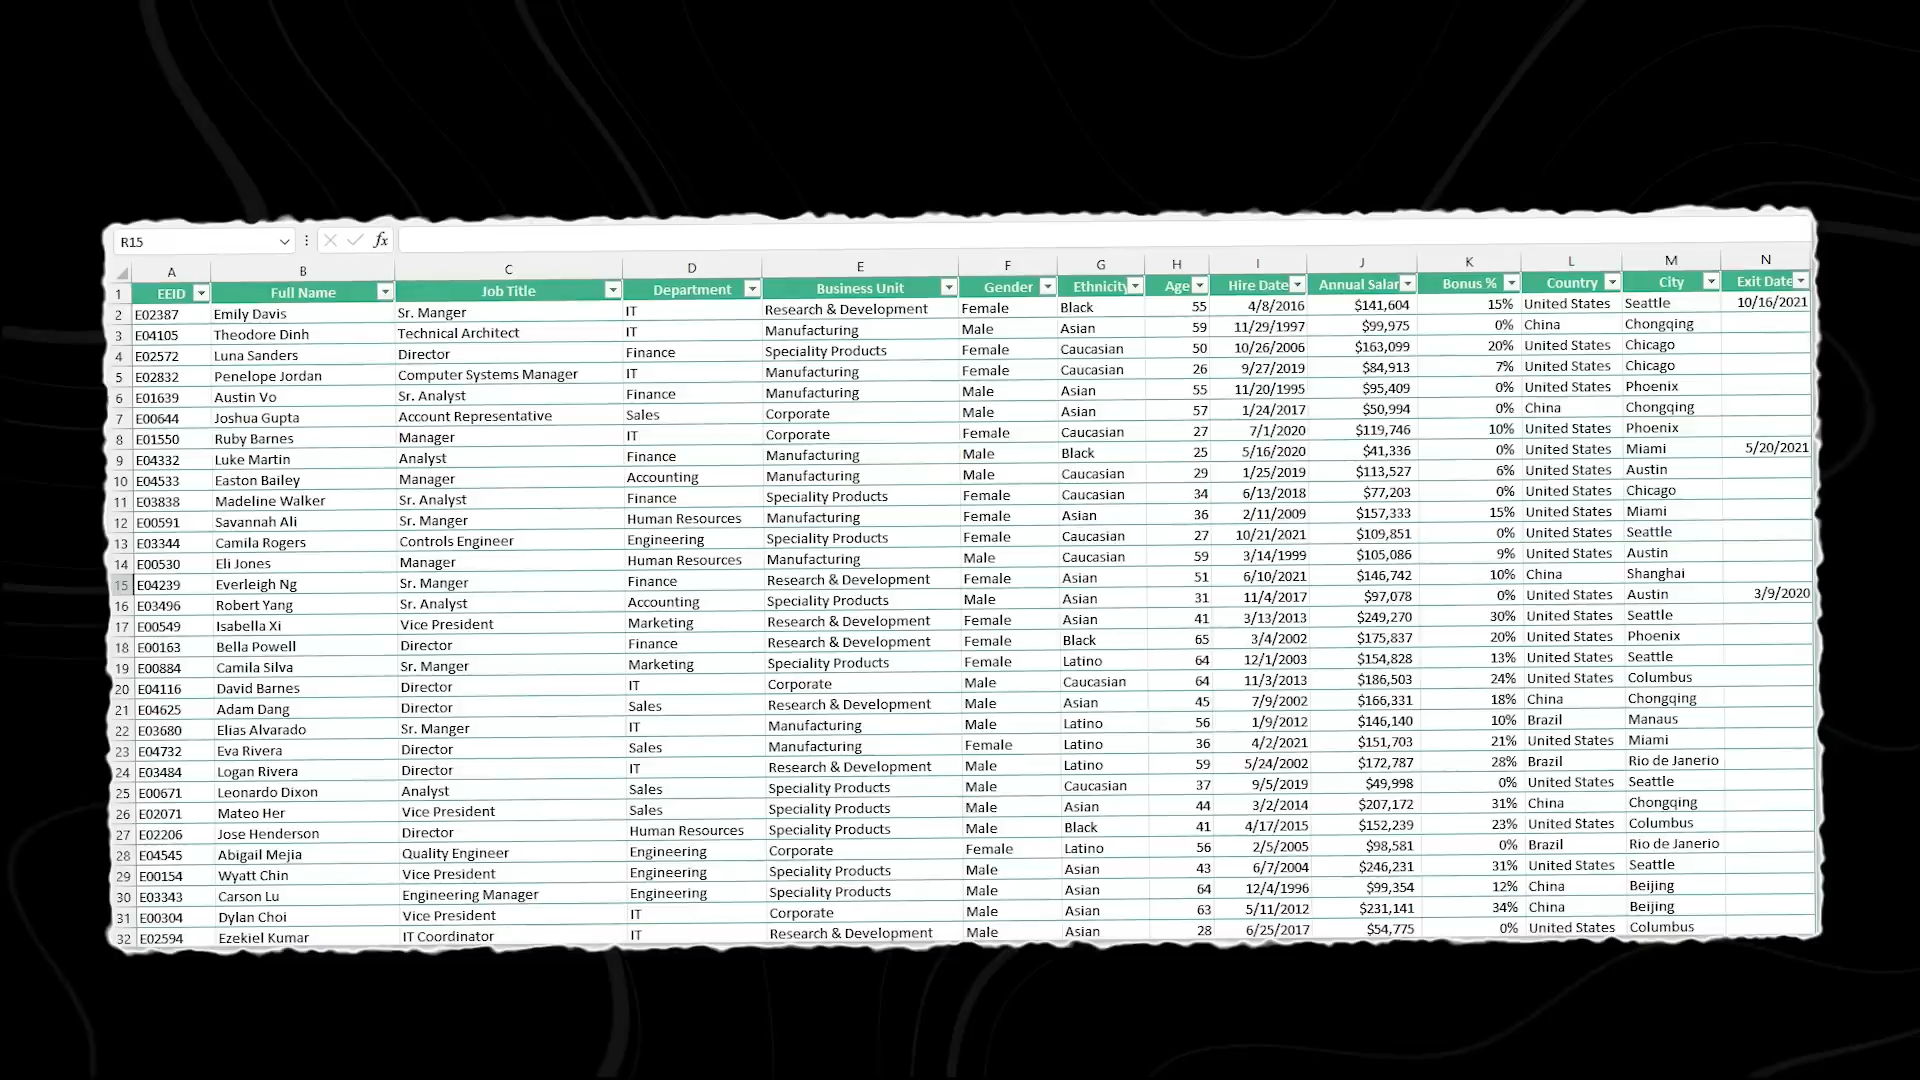 R15 fx
A B C D E F G H I J K L M N
1 EEID Full Name Job Title Department Business Unit Gender Ethnicity Age Hire Date Annual Salar Bonus % Country City Exit Date
2 E02387 Emily Davis Sr. Manger IT Research & Development Female Black 55 4/8/2016 $141,604 15% United States Seattle 10/16/2021
3 E04105 Theodore Dinh Technical Architect IT Manufacturing Male Asian 59 11/29/1997 $99,975 0% China Chongqing
4 E02572 Luna Sanders Director Finance Speciality Products Female Caucasian 50 10/26/2006 $163,099 20% United States Chicago
5 E02832 Penelope Jordan Computer Systems Manager IT Manufacturing Female Caucasian 26 9/27/2019 $84,913 7% United States Chicago
6 E01639 Austin Vo Sr. Analyst Finance Manufacturing Male Asian 55 11/20/1995 $95,409 0% United States Phoenix
7 E00644 Joshua Gupta Account Representative Sales Corporate Male Asian 57 1/24/2017 $50,994 0% China Chongqing
8 E01550 Ruby Barnes Manager IT Corporate Female Caucasian 27 7/1/2020 $119,746 10% United States Phoenix
9 E04332 Luke Martin Analyst Finance Manufacturing Male Black 25 5/16/2020 $41,336 0% United States Miami 5/20/2021
10 E04533 Easton Bailey Manager Accounting Manufacturing Male Caucasian 29 1/25/2019 $113,527 6% United States Austin
11 E03838 Madeline Walker Sr. Analyst Finance Speciality Products Female Caucasian 34 6/13/2018 $77,203 0% United States Chicago
12 E00591 Savannah Ali Sr. Manger Human Resources Manufacturing Female Asian 36 2/11/2009 $157,333 15% United States Miami
13 E03344 Camila Rogers Controls Engineer Engineering Speciality Products Female Caucasian 27 10/21/2021 $109,851 0% United States Seattle
14 E00530 Eli Jones Manager Human Resources Manufacturing Male Caucasian 59 3/14/1999 $105,086 9% United States Austin
15 E04239 Everleigh Ng Sr. Manger Finance Research & Development Female Asian 51 6/10/2021 $146,742 10% China Shanghai
16 E03496 Robert Yang Sr. Analyst Accounting Speciality Products Male Asian 31 11/4/2017 $97,078 0% United States Austin 3/9/2020
17 E00549 Isabella Xi Vice President Marketing Research & Development Female Asian 41 3/13/2013 $249,270 30% United States Seattle
18 E00163 Bella Powell Director Finance Research & Development Female Black 65 3/4/2002 $175,837 20% United States Phoenix
19 E00884 Camila Silva Sr. Manger Marketing Speciality Products Female Latino 64 12/1/2003 $154,828 13% United States Seattle
20 E04116 David Barnes Director IT Corporate Male Caucasian 64 11/3/2013 $186,503 24% United States Columbus
21 E04625 Adam Dang Director Sales Research & Development Male Asian 45 7/9/2002 $166,331 18% China Chongqing
22 E03680 Elias Alvarado Sr. Manger IT Manufacturing Male Latino 56 1/9/2012 $146,140 10% Brazil Manaus
23 E04732 Eva Rivera Director Sales Manufacturing Female Latino 36 4/2/2021 $151,703 21% United States Miami
24 E03484 Logan Rivera Director IT Research & Development Male Latino 59 5/24/2002 $172,787 28% Brazil Rio de Janerio
25 E00671 Leonardo Dixon Analyst Sales Speciality Products Male Caucasian 37 9/5/2019 $49,998 0% United States Seattle
26 E02071 Mateo Her Vice President Sales Speciality Products Male Asian 44 3/2/2014 $207,172 31% China Chongqing
27 E02206 Jose Henderson Director Human Resources Speciality Products Male Black 41 4/17/2015 $152,239 23% United States Columbus
28 E04545 Abigail Mejia Quality Engineer Engineering Corporate Female Latino 56 2/5/2005 $98,581 0% Brazil Rio de Janerio
29 E00154 Wyatt Chin Vice President Engineering Speciality Products Male Asian 43 6/7/2004 $246,231 31% United States Seattle
30 E03343 Carson Lu Engineering Manager Engineering Speciality Products Male Asian 64 12/4/1996 $99,354 12% China Beijing
31 E00304 Dylan Choi Vice President IT Corporate Male Asian 63 5/11/2012 $231,141 34% China Beijing
32 E02594 Ezekiel Kumar IT Coordinator IT Research & Development Male Asian 28 6/25/2017 $54,775 0% United States Columbus